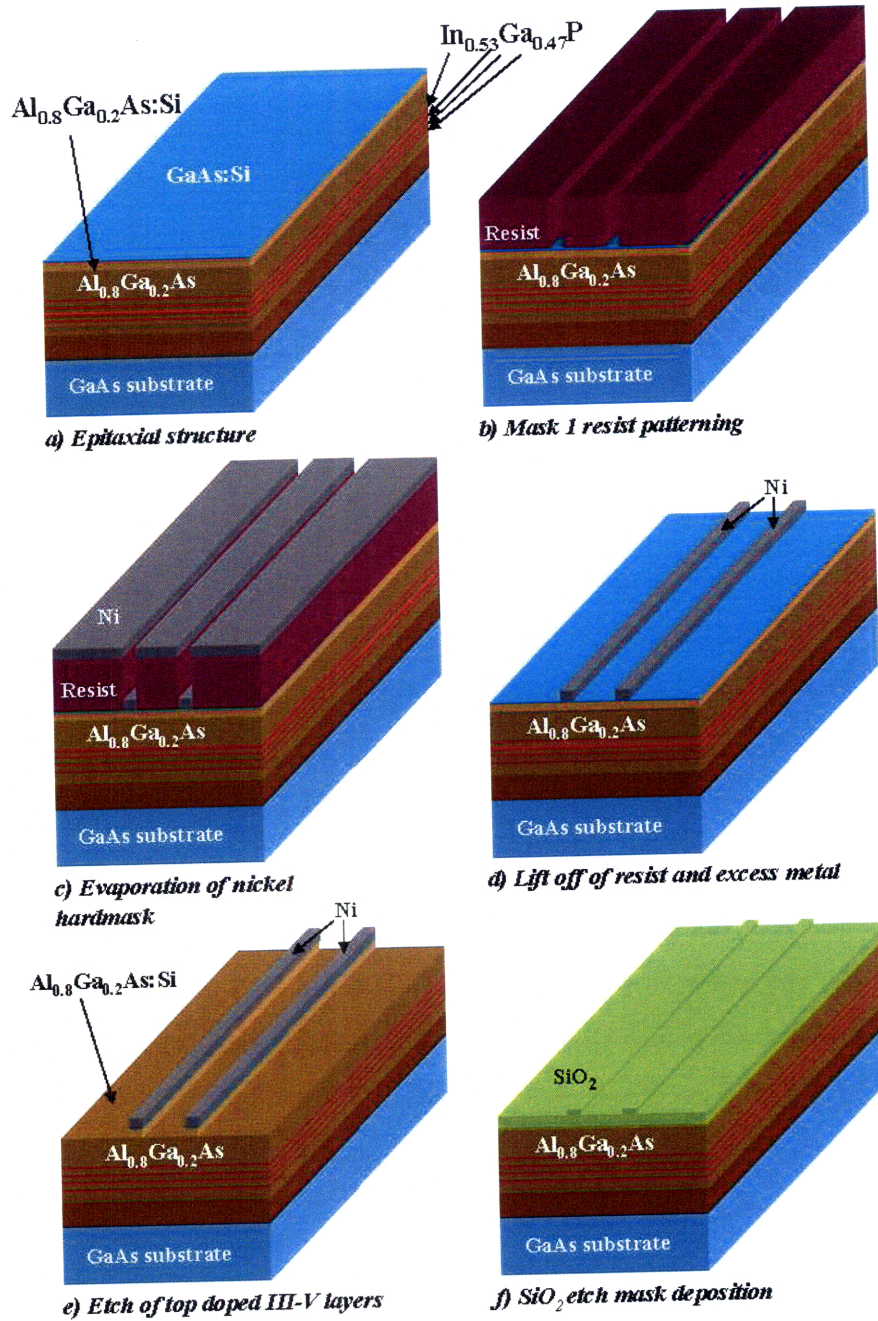 In₀.₅₃Ga₀.₄₇P
Al₀.₈Ga₀.₂As:Si
GaAs:Si
Al₀.₈Ga₀.₂As
GaAs substrate
a) Epitaxial structure
Resist
Al₀.₈Ga₀.₂As
GaAs substrate
b) Mask 1 resist patterning
Ni
Resist
Al₀.₈Ga₀.₂As
GaAs substrate
c) Evaporation of nickel
hardmask
Ni
Al₀.₈Ga₀.₂As
GaAs substrate
d) Lift off of resist and excess metal
Ni
Al₀.₈Ga₀.₂As:Si
Al₀.₈Ga₀.₂As
GaAs substrate
e) Etch of top doped III-V layers
SiO₂
Al₀.₈Ga₀.₂As
GaAs substrate
f) SiO₂ etch mask deposition